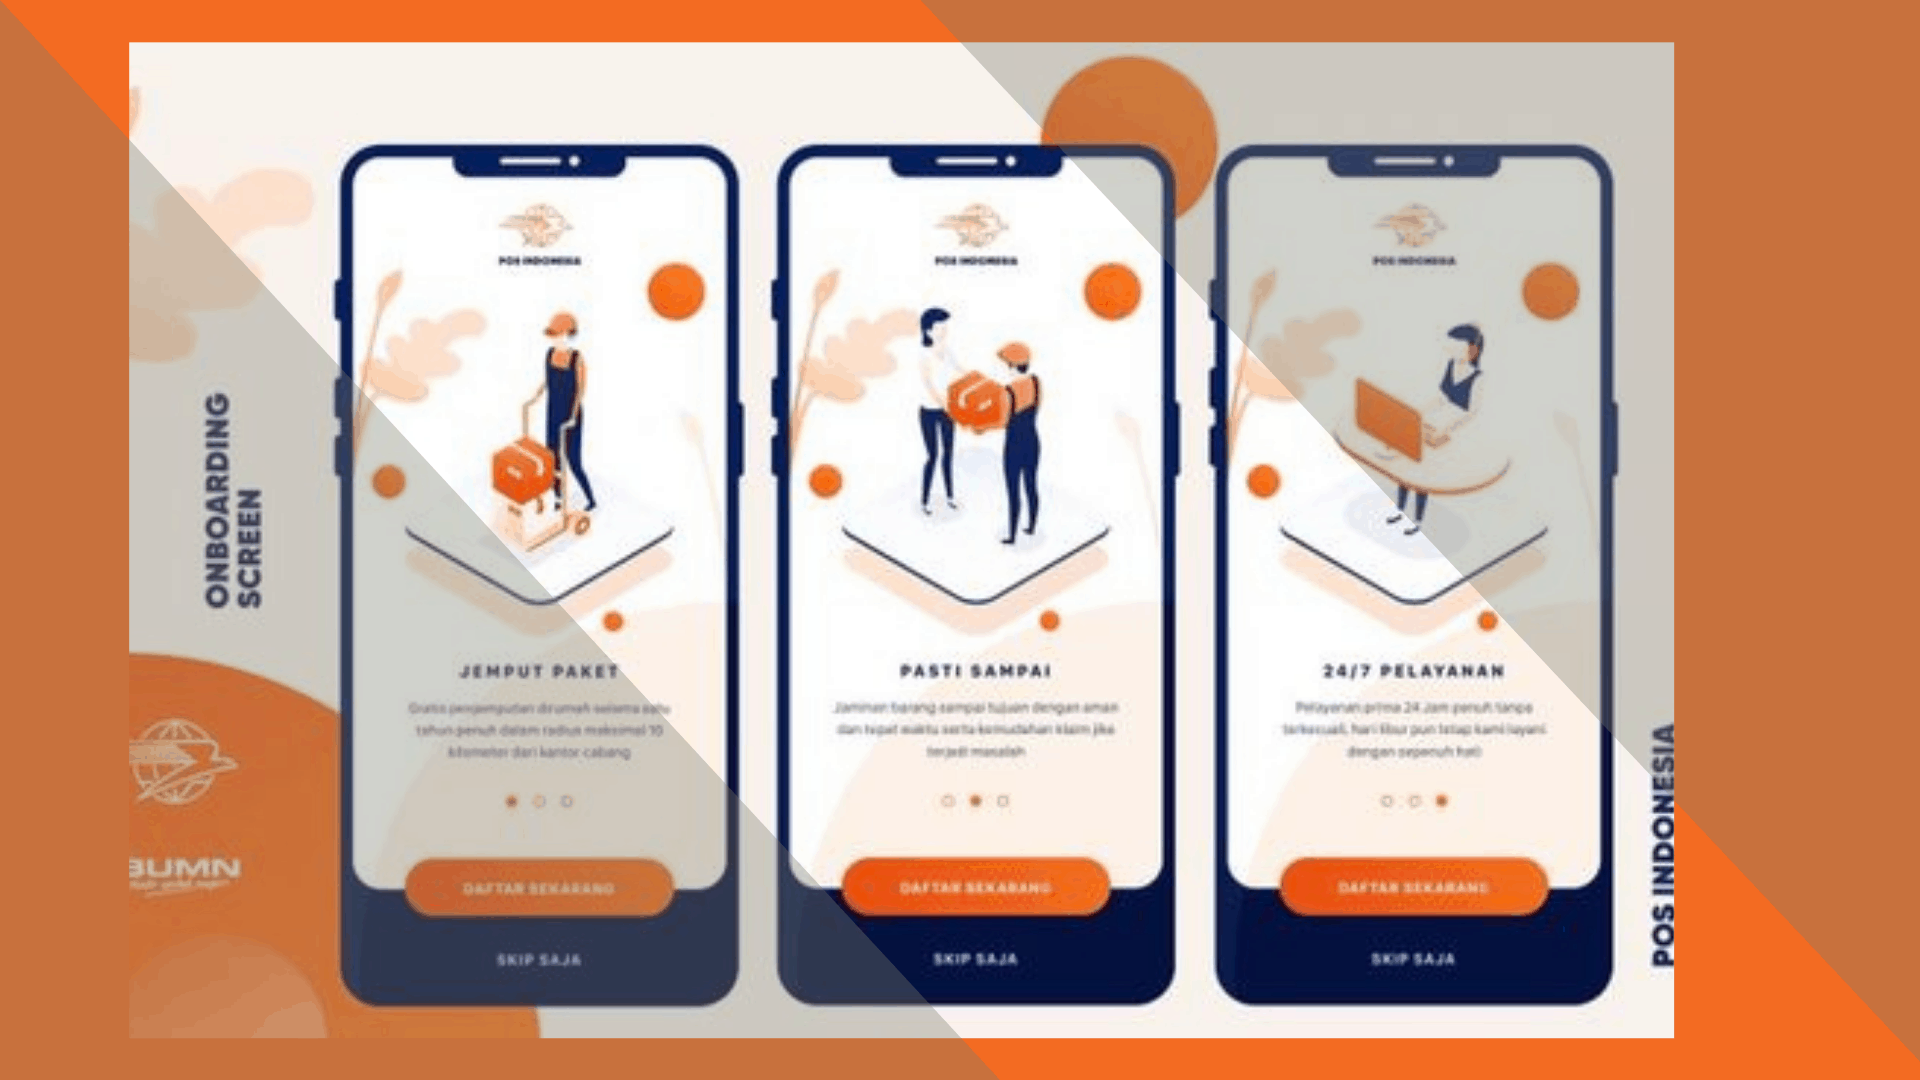 ONBOARDING
SCREEN
BUMN
POS INDONESIA
JEMPUT PAKET
Gratis penjemputan dirumah selama satu
tahun penuh dalam radius maksimal 10
kilometer dari kantor cabang
DAFTAR SEKARANG
SKIP SAJA
POS INDONESIA
PASTI SAMPAI
Jaminan barang sampai tujuan dengan aman
dan tepat waktu serta kemudahan klaim jika
terjadi masalah
DAFTAR SEKARANG
SKIP SAJA
POS INDONESIA
24/7 PELAYANAN
Pelayanan prima 24 Jam penuh tanpa
terkecuali, hari libur pun tetap kami layani
dengan sepenuh hati
DAFTAR SEKARANG
SKIP SAJA
POS INDONESIA